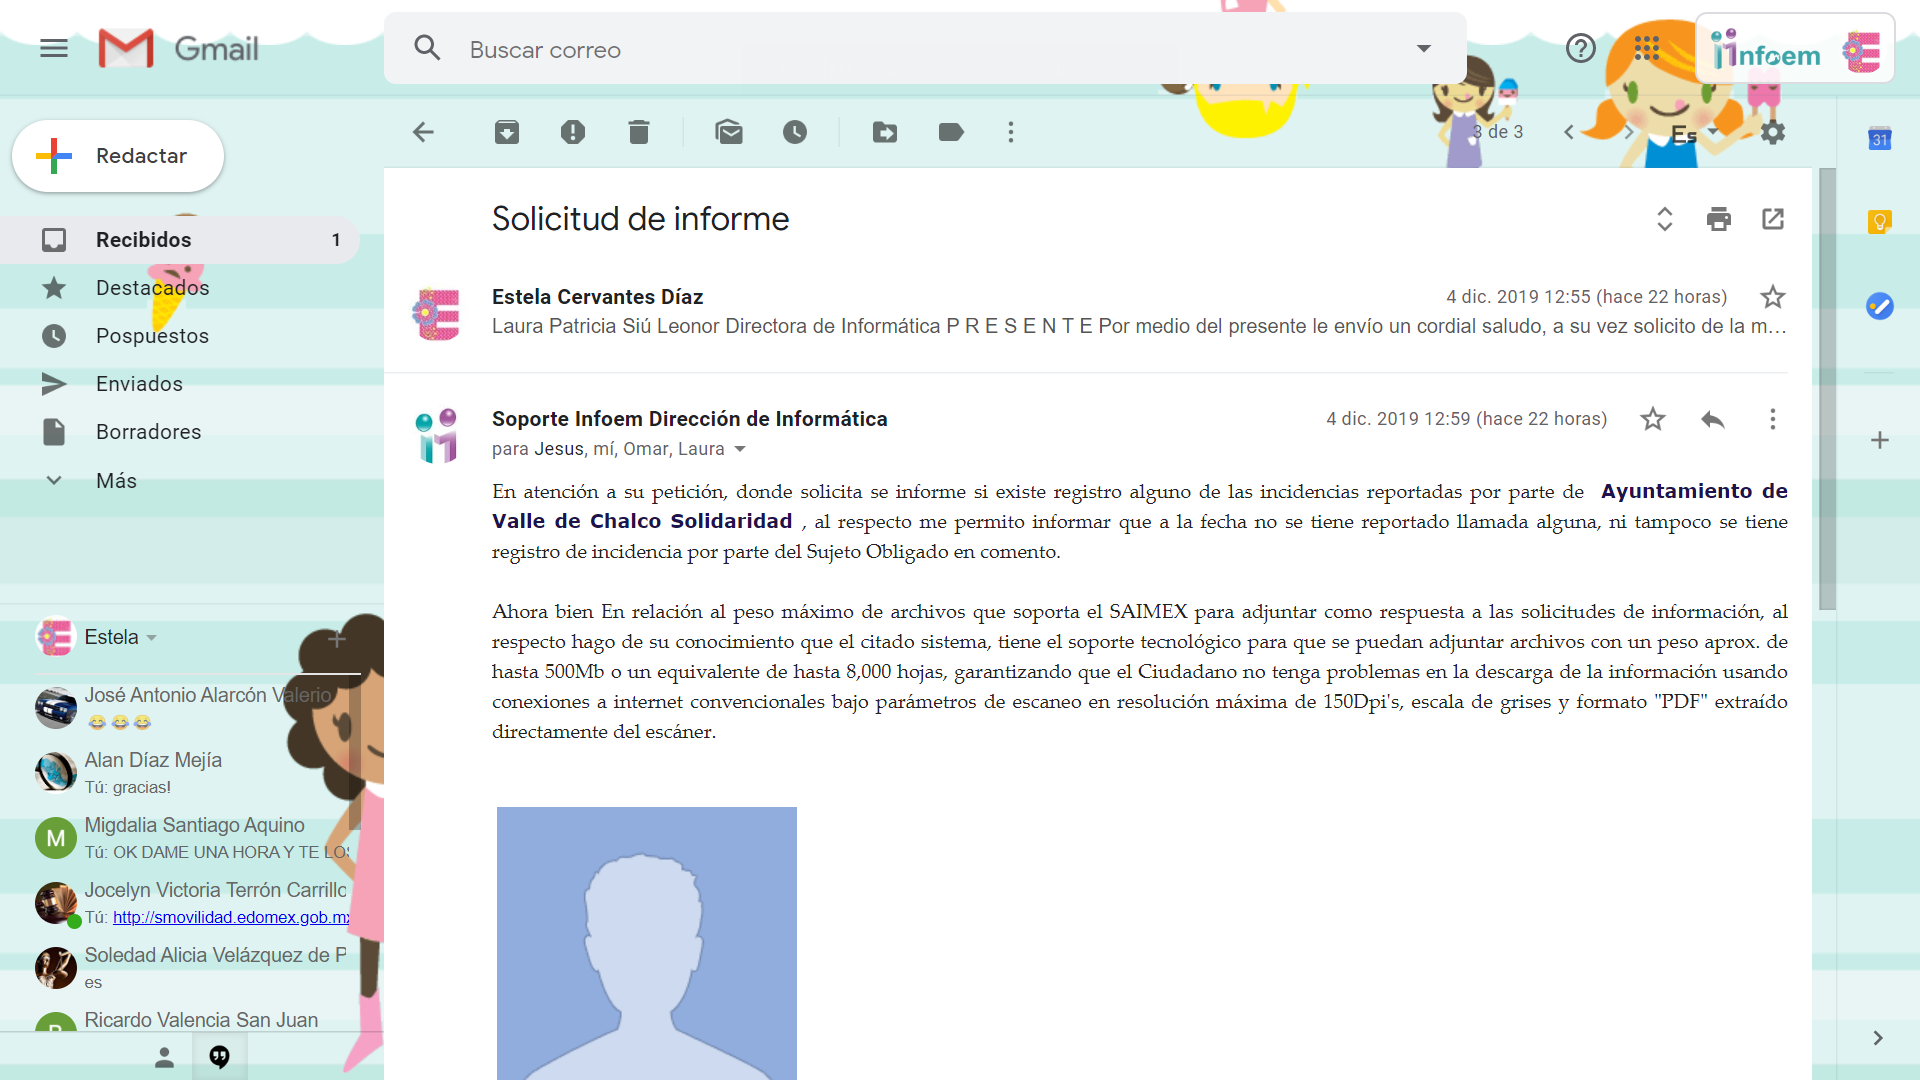 Gmail
Buscar correo
infoem
Redactar
3 de 3
Es
31
Recibidos 1
Destacados
Pospuestos
Enviados
Borradores
Más
Solicitud de informe
Estela Cervantes Díaz
4 dic. 2019 12:55 (hace 22 horas)
Laura Patricia Siú Leonor Directora de Informática P R E S E N T E Por medio del presente le envío un cordial saludo, a su vez solicito de la m…
Soporte Infoem Dirección de Informática
4 dic. 2019 12:59 (hace 22 horas)
para Jesus, mí, Omar, Laura
En atención a su petición, donde solicita se informe si existe registro alguno de las incidencias reportadas por parte de Ayuntamiento de
Valle de Chalco Solidaridad , al respecto me permito informar que a la fecha no se tiene reportado llamada alguna, ni tampoco se tiene
registro de incidencia por parte del Sujeto Obligado en comento.
Ahora bien En relación al peso máximo de archivos que soporta el SAIMEX para adjuntar como respuesta a las solicitudes de información, al
respecto hago de su conocimiento que el citado sistema, tiene el soporte tecnológico para que se puedan adjuntar archivos con un peso aprox. de
hasta 500Mb o un equivalente de hasta 8,000 hojas, garantizando que el Ciudadano no tenga problemas en la descarga de la información usando
conexiones a internet convencionales bajo parámetros de escaneo en resolución máxima de 150Dpi's, escala de grises y formato "PDF" extraído
directamente del escáner.
Estela
José Antonio Alarcón Valerio
😂😂😂
Alan Díaz Mejía
Tú: gracias!
M
Migdalia Santiago Aquino
Tú: OK DAME UNA HORA Y TE LOS
Jocelyn Victoria Terrón Carrillo
Tú: http://smovilidad.edomex.gob.mx
Soledad Alicia Velázquez de P
es
Ricardo Valencia San Juan